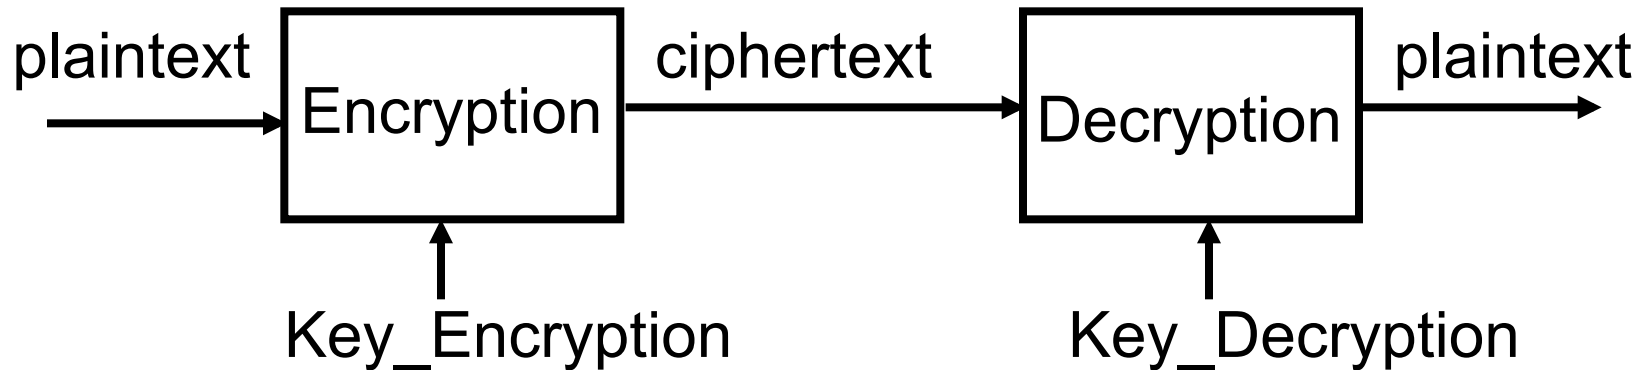 plaintext
Encryption
ciphertext
Decryption
plaintext
Key_Encryption
Key_Decryption